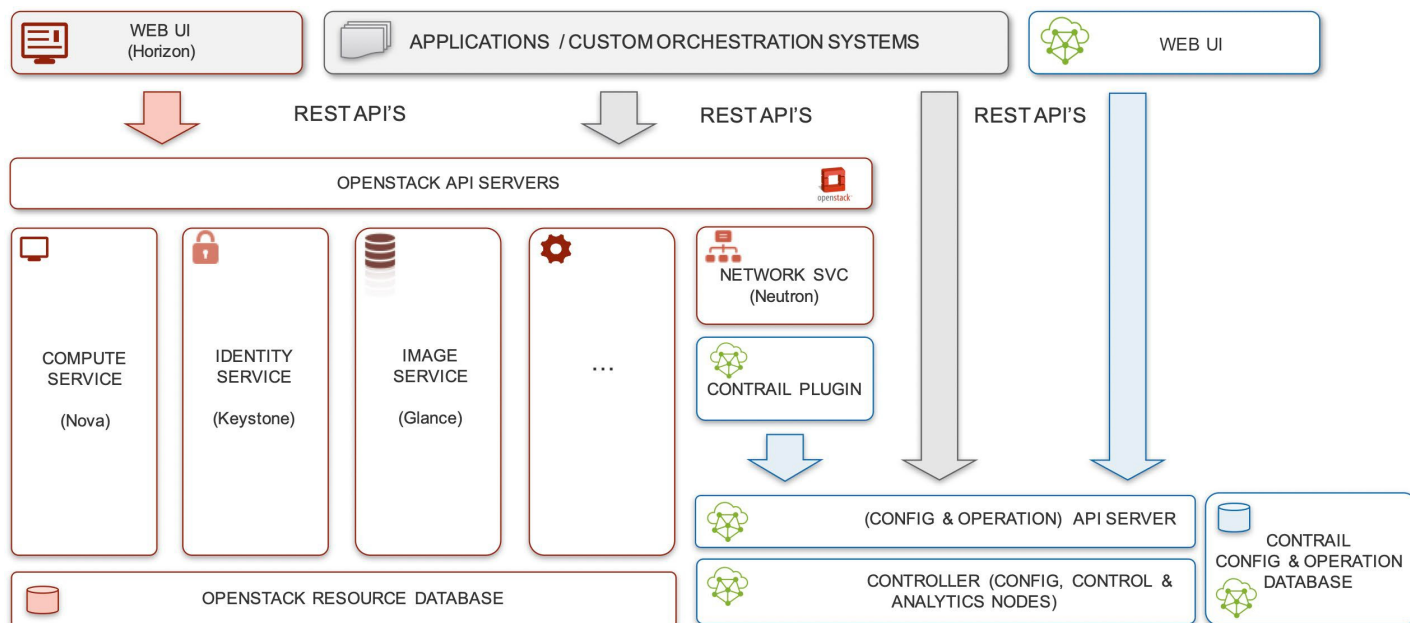 WEB UI
(Horizon)
APPLICATIONS / CUSTOM ORCHESTRATION SYSTEMS
WEB UI
REST API'S
REST API'S
REST API'S
OPENSTACK API SERVERS
openstack
COMPUTE
SERVICE
(Nova)
IDENTITY
SERVICE
(Keystone)
IMAGE
SERVICE
(Glance)
...
NETWORK SVC
(Neutron)
CONTRAIL PLUGIN
(CONFIG & OPERATION) API SERVER
CONTROLLER (CONFIG, CONTROL &
ANALYTICS NODES)
CONTRAIL
CONFIG & OPERATION
DATABASE
OPENSTACK RESOURCE DATABASE